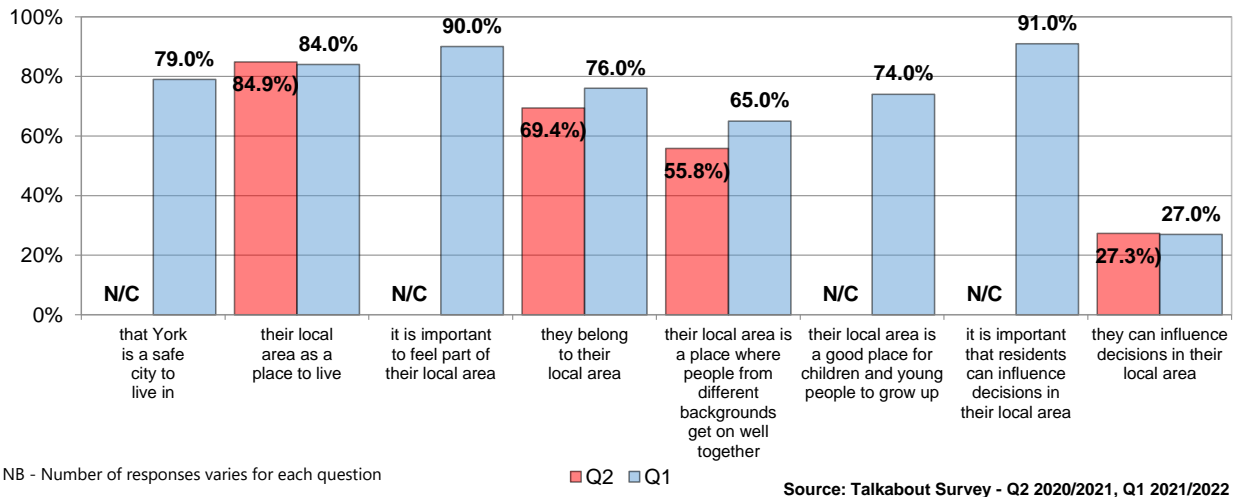 100%
80%
60%
40%
20%
0%
N/C
79.0%
84.9%)
84.0%
N/C
90.0%
69.4%)
76.0%
55.8%)
65.0%
N/C
74.0%
N/C
91.0%
27.3%)
27.0%
that York
is a safe
city to
live in
their local
area as a
place to live
it is important
to feel part of
their local area
they belong
to their
local area
their local area is
a place where
people from
different
backgrounds
get on well
together
their local area is
a good place for
children and young
people to grow up
it is important
that residents
can influence
decisions in
their local area
they can influence
decisions in their
local area
NB - Number of responses varies for each question
Q2 Q1
Source: Talkabout Survey - Q2 2020/2021, Q1 2021/2022